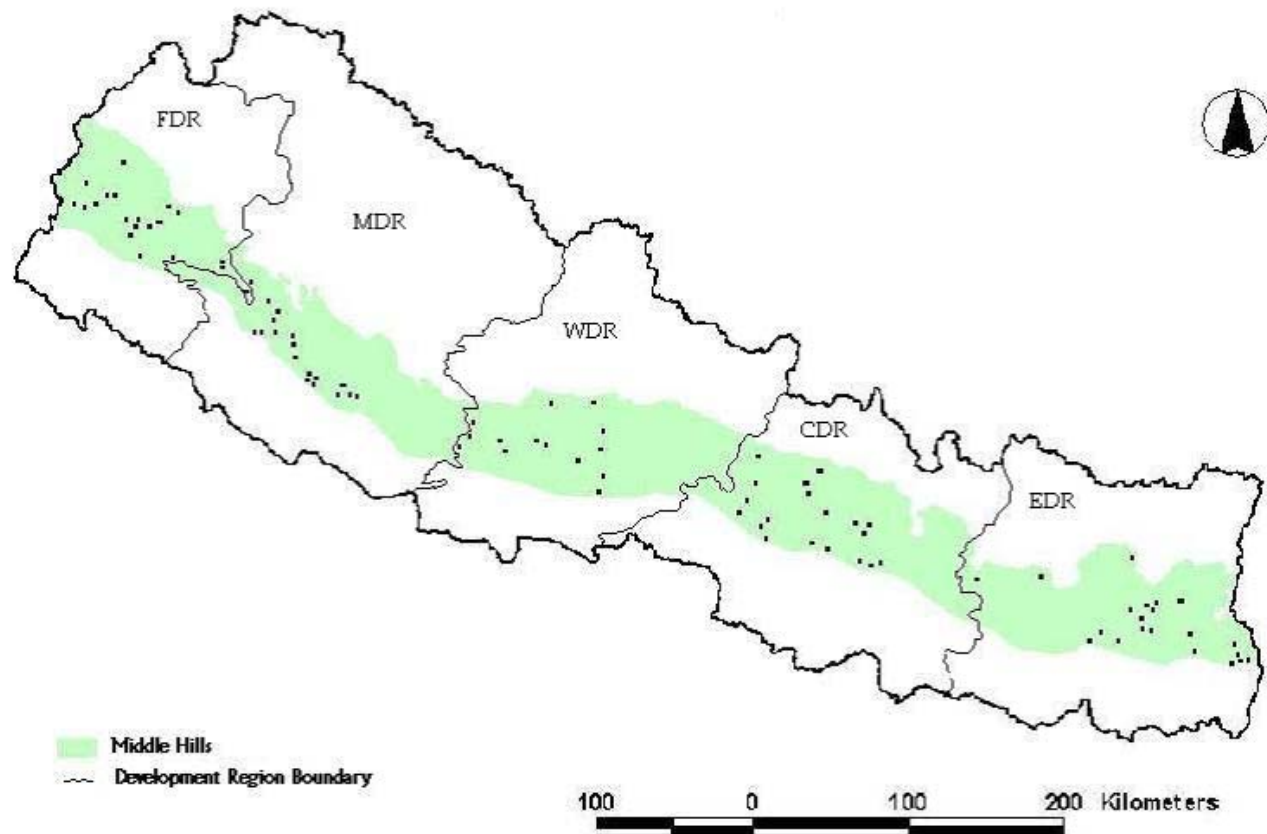 FDR
MDR
WDR
CDR
EDR
Middle Hills
Development Region Boundary
100 0 100 200 Kilometers